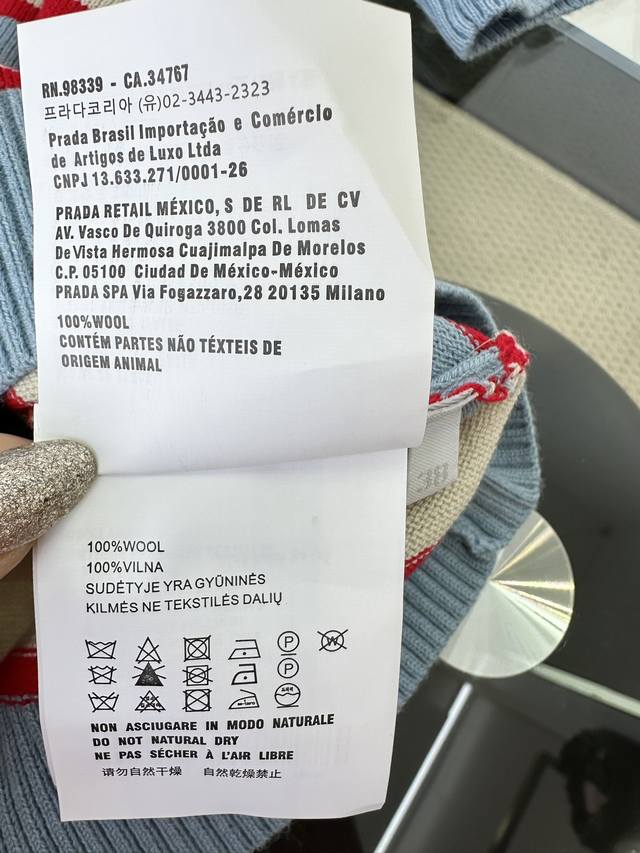 RN.98339 - CA.34767
프라다코리아 (유)02-3443-2323
Prada Brasil Importação e Comércio
de Artigos de Luxo Ltda
CNPJ 13.633.271/0001-26
PRADA RETAIL MÉXICO, S DE RL DE CV
AV. Vasco De Quiroga 3800 Col. Lomas
De Vista Hermosa Cuajimalpa De Morelos
C.P. 05100 Ciudad De México-México
PRADA SPA Via Fogazzaro,28 20135 Milano
100%WOOL
CONTÉM PARTES NÃO TÉXTEIS DE
ORIGEM ANIMAL
38
100%WOOL
100%VILNA
SUDĖTYJE YRA GYŪNINĖS
KILMĖS NE TEKSTILĖS DALIŲ
P W
P
NON ASCIUGARE IN MODO NATURALE
DO NOT NATURAL DRY
NE PAS SÉCHER À L'AIR LIBRE
请勿自然干燥 自然乾燥禁止